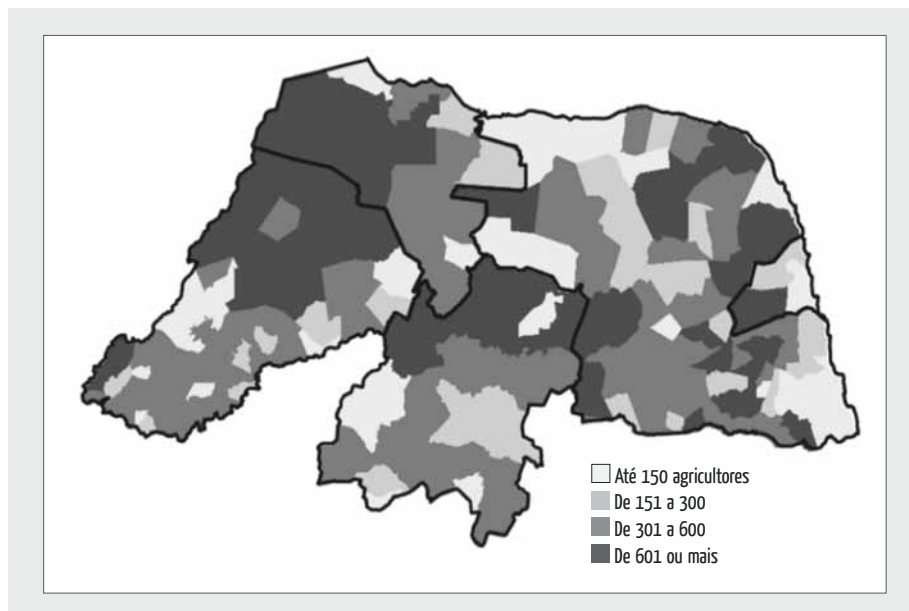 Até 150 agricultores
De 151 a 300
De 301 a 600
De 601 ou mais